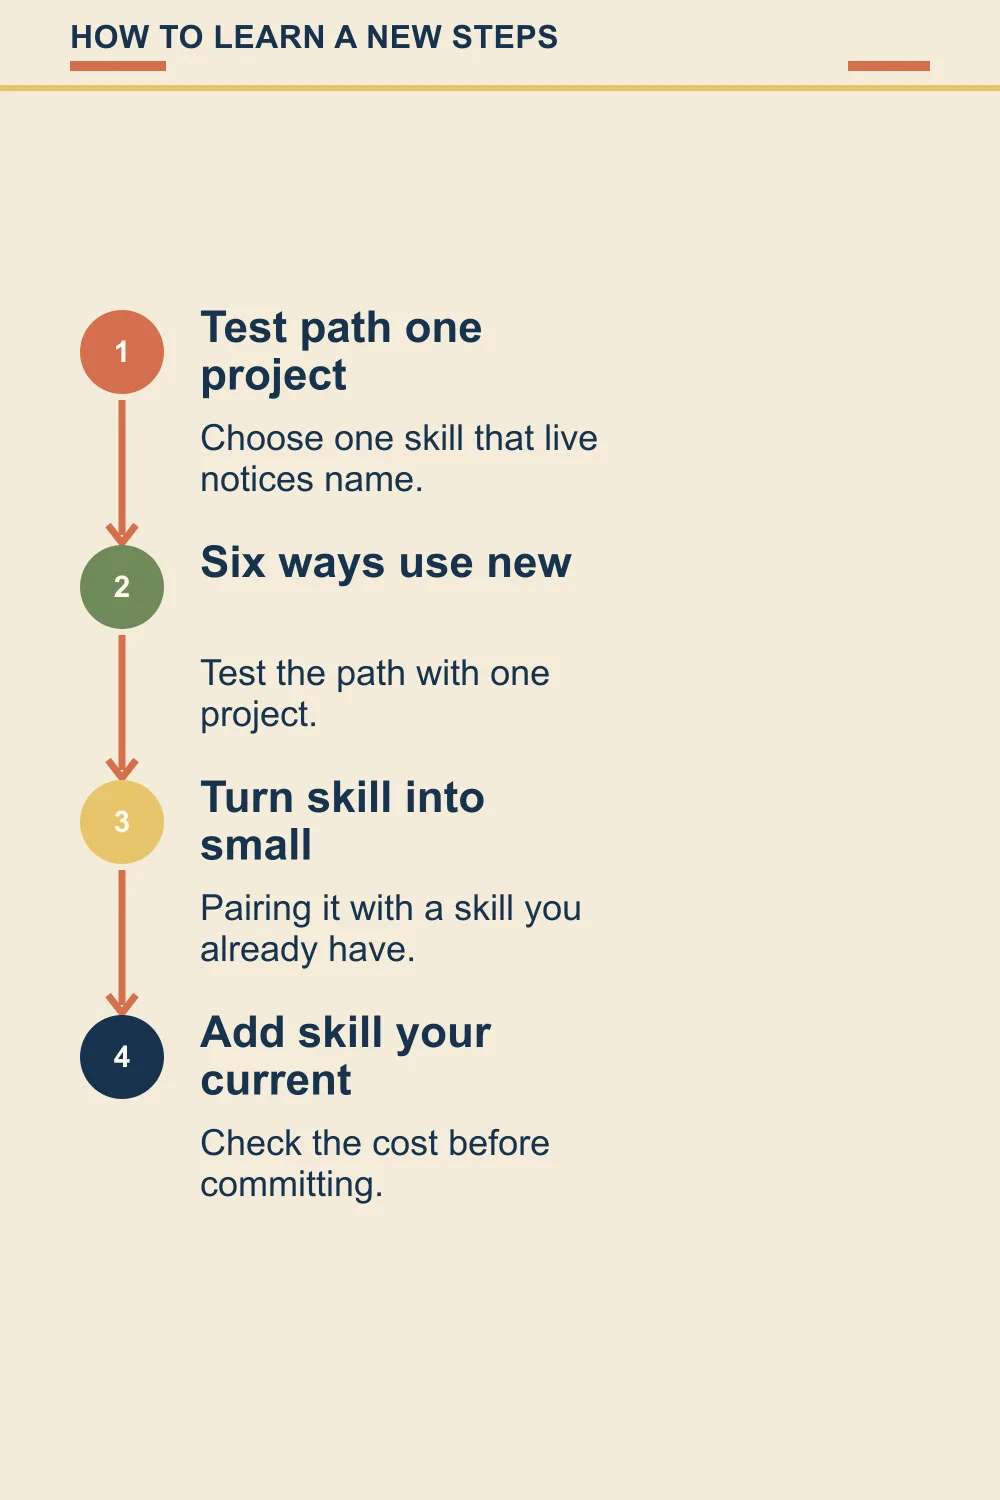 HOW TO LEARN A NEW STEPS
1
Test path one
project
Choose one skill that live
notices name.
2
Six ways use new
Test the path with one
project.
3
Turn skill into
small
Pairing it with a skill you
already have.
4
Add skill your
current
Check the cost before
committing.